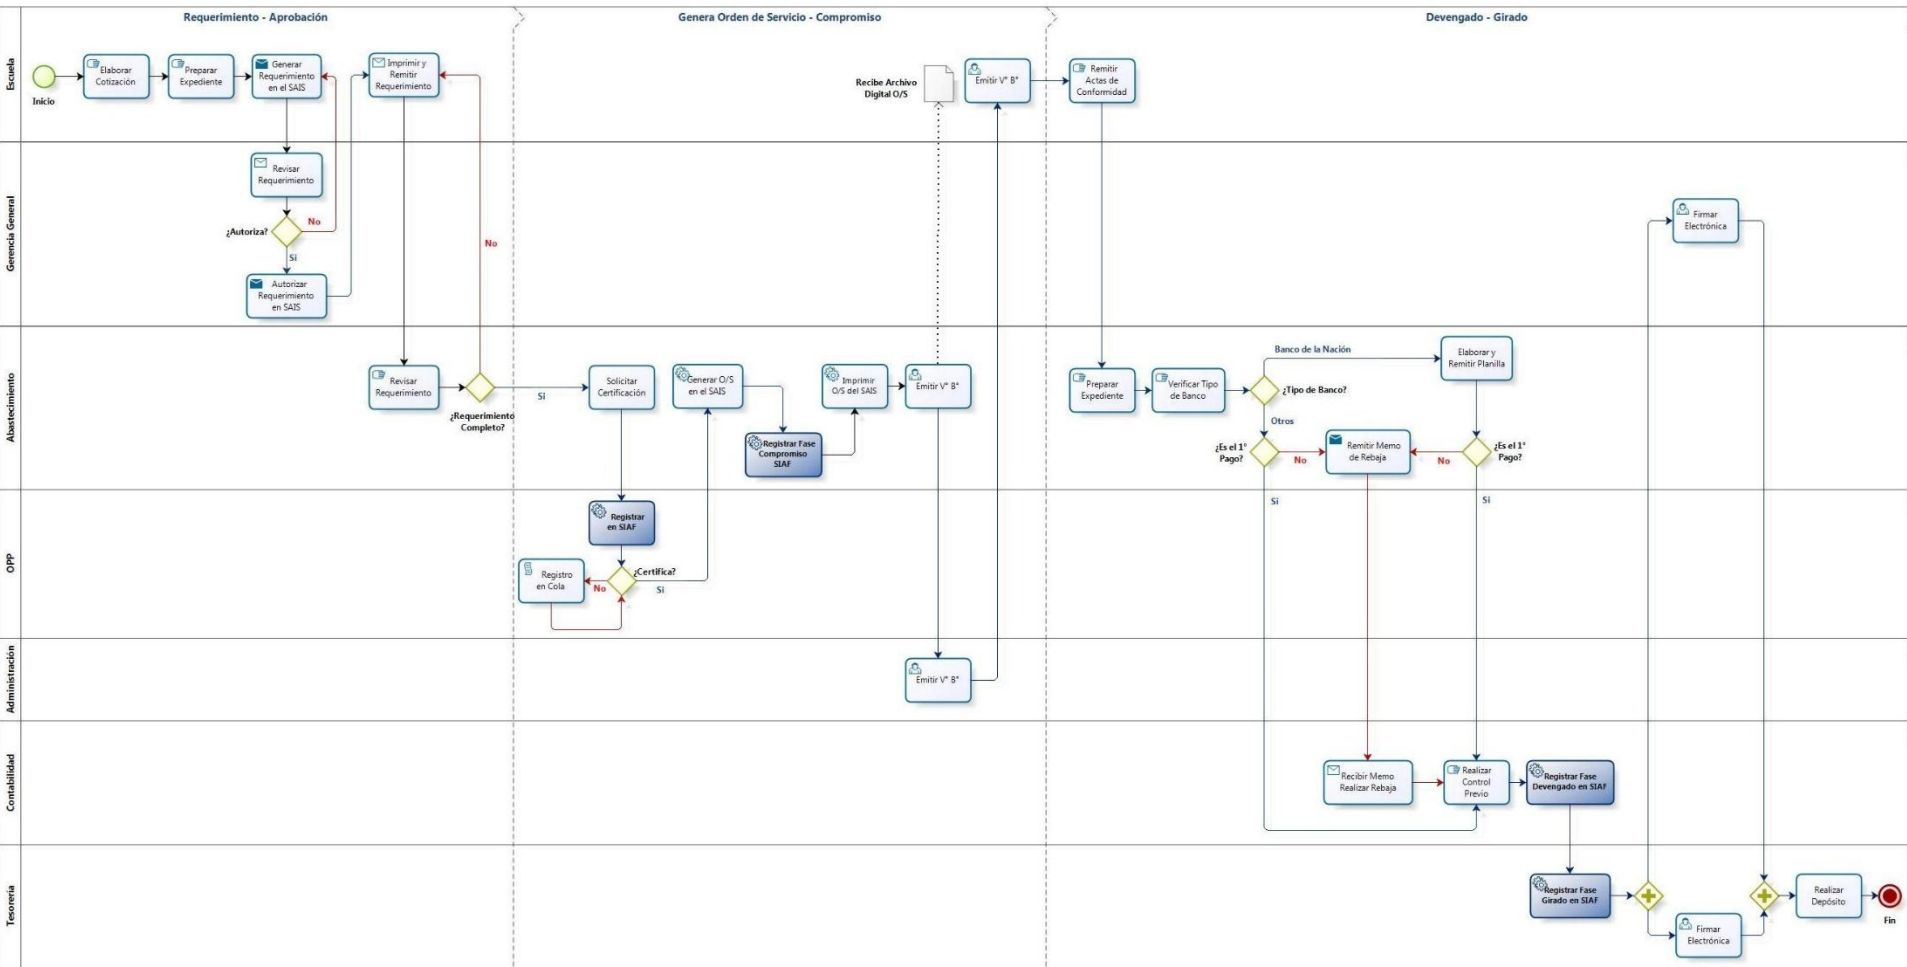 Requerimiento - Aprobación
Genera Orden de Servicio - Compromiso
Devengado - Girado
Escuela
Inicio
Elaborar
Cotización
Preparar
Expediente
Generar
Requerimiento
en el SAIS
Imprimir y
Remitir
Requerimiento
Recibe Archivo
Digital O/S
Emitir V° B°
Remitir
Actas de
Conformidad
Gerencia General
Revisar
Requerimiento
¿Autoriza?
No
Si
Autorizar
Requerimiento
en SAIS
No
Firmar
Electrónica
Abastecimiento
Revisar
Requerimiento
¿Requerimiento
Completo?
Si
Solicitar
Certificación
Generar O/S
en el SAIS
Registrar Fase
Compromiso
SIAF
Imprimir
O/S del SAIS
Emitir V° B°
Preparar
Expediente
Verificar Tipo
de Banco
¿Tipo de Banco?
Banco de la Nación
Otros
Elaborar y
Remitir Planilla
¿Es el 1°
Pago?
No
Remitir Memo
de Rebaja
No
¿Es el 1°
Pago?
OPP
Si
Si
Registrar
en SIAF
¿Certifica?
No
Si
Registro
en Cola
Administración
Emitir V° B°
Contabilidad
Recibir Memo
Realizar Rebaja
Realizar
Control
Previo
Registrar Fase
Devengado en SIAF
Tesorería
Registrar Fase
Girado en SIAF
Firmar
Electrónica
Realizar
Depósito
Fin